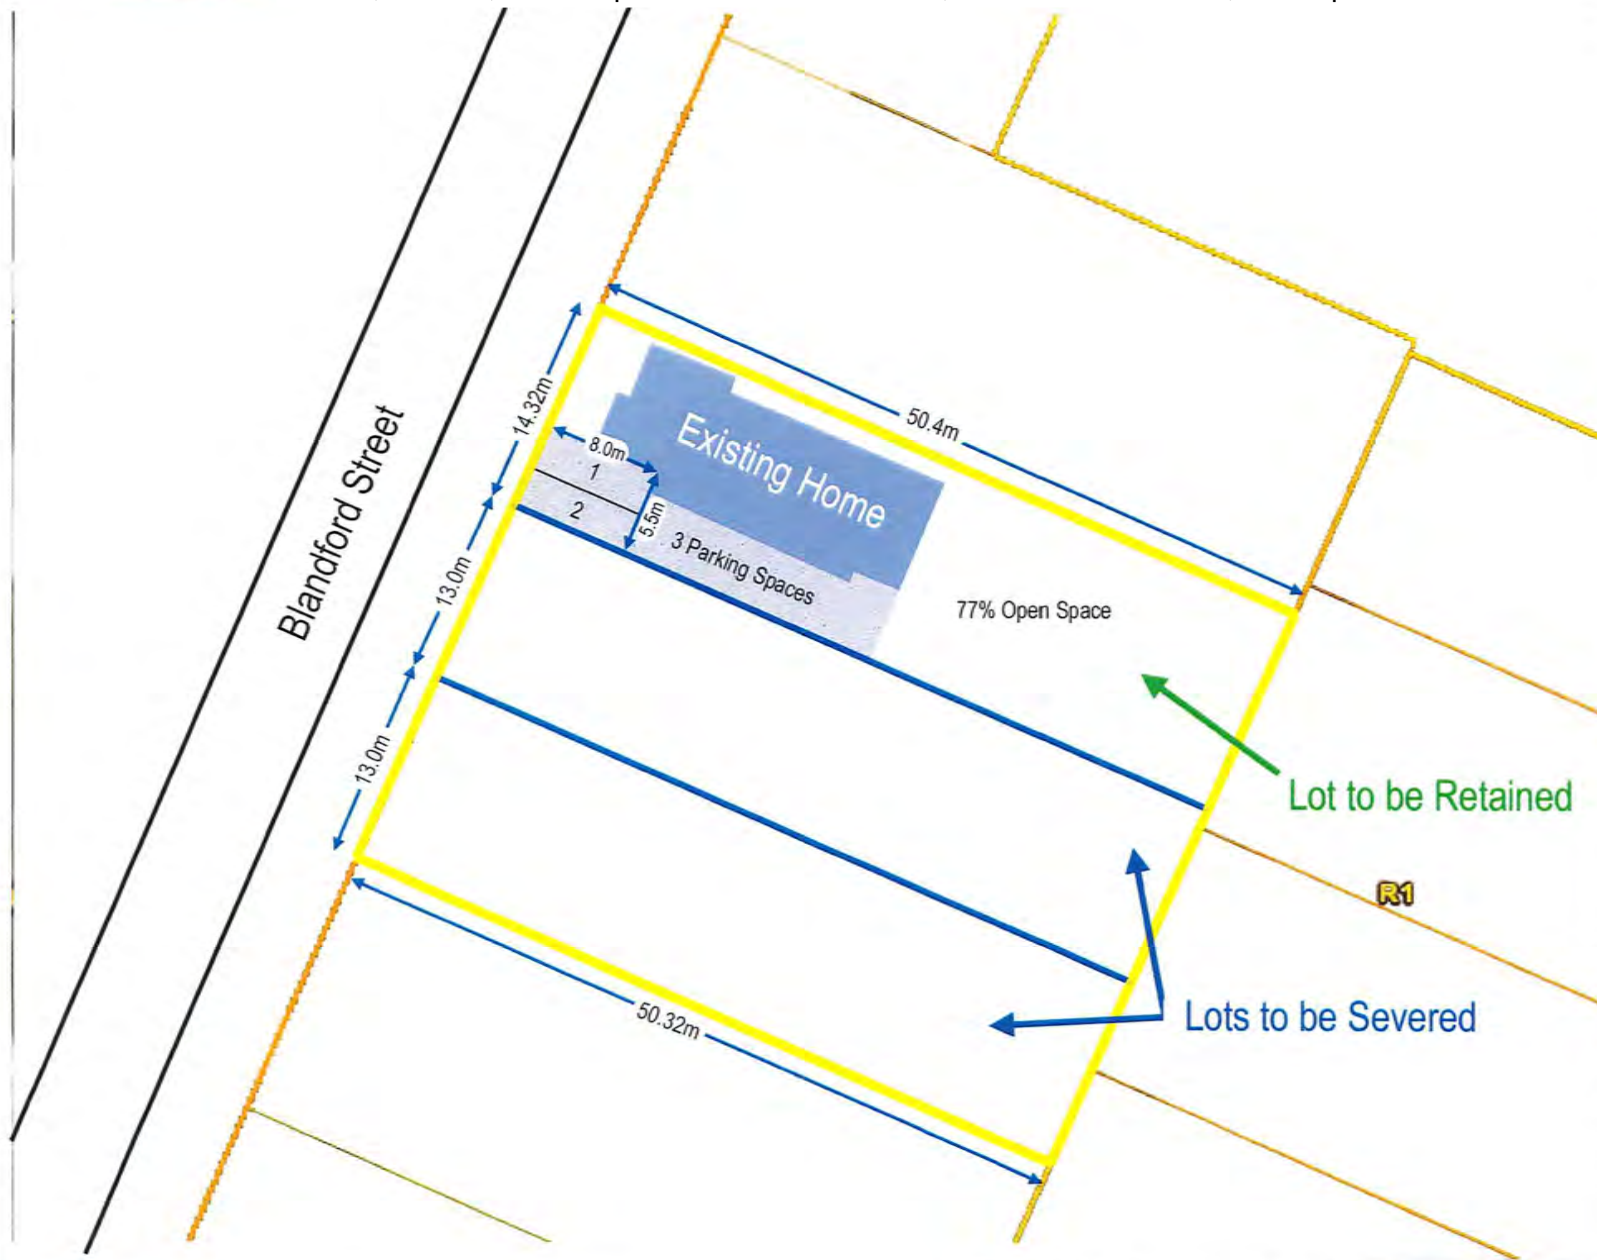 50.4m
14.32m
Existing Home
8.0m
1
2
5.5m
3 Parking Spaces
Blandford Street
13.0m
77% Open Space
13.0m
Lot to be Retained
R1
50.32m
Lots to be Severed